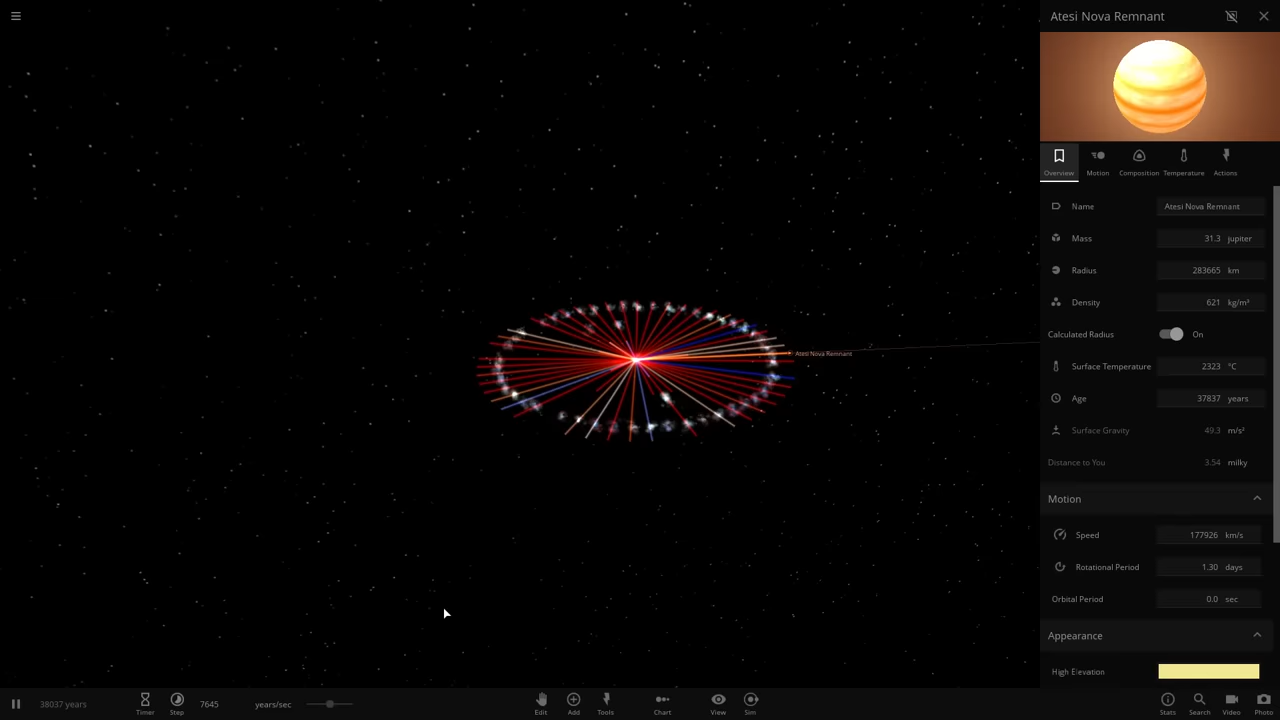 Atesi Nova Remnant
Overview Motion Composition Temperature Actions
Name Atesi Nova Remnant
Mass 31.3 jupiter
Radius 283665 km
Density 621 kg/m³
Calculated Radius On
Surface Temperature 2323 °C
Age 37837 years
Surface Gravity 49.3 m/s²
Distance to You 3.54 milky
Motion
Speed 177926 km/s
Rotational Period 1.30 days
Orbital Period 0.0 sec
Appearance
High Elevation
Atesi Nova Remnant
38037 years
Timer
Step
7645 years/sec
Edit
Add
Tools
Chart
View
Sim
Stats
Search
Video
Photo